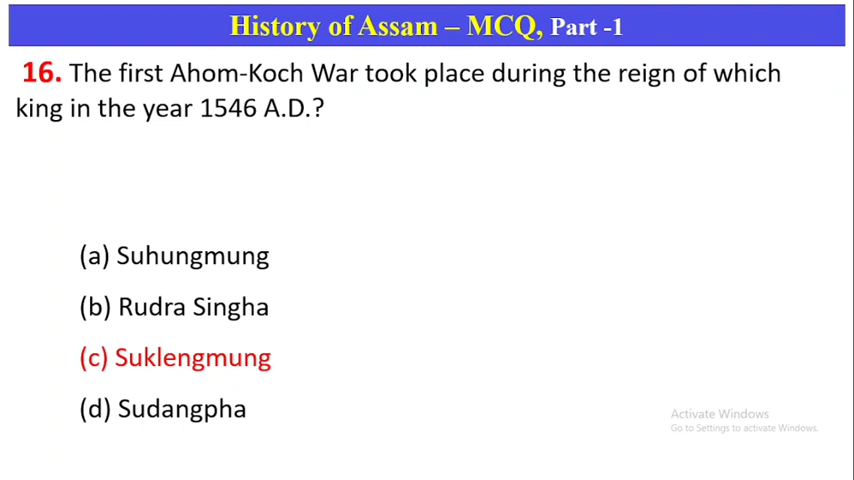 History of Assam – MCQ, Part -1
16. The first Ahom-Koch War took place during the reign of which
king in the year 1546 A.D.?
(a) Suhungmung
(b) Rudra Singha
(c) Suklengmung
(d) Sudangpha
Activate Windows
Go to Settings to activate Windows.